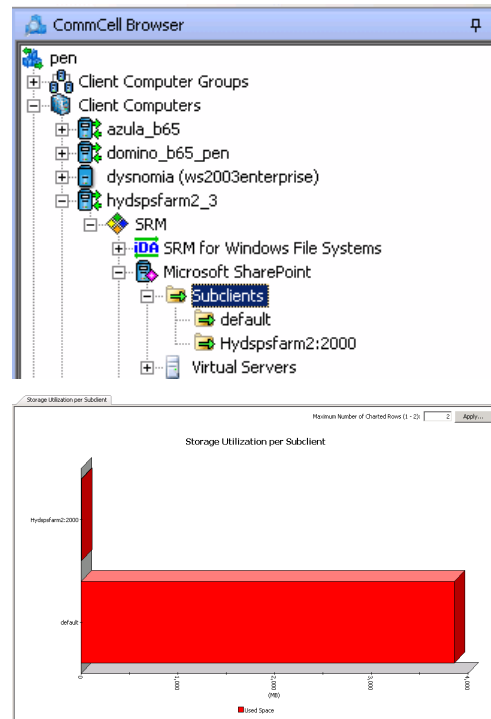 CommCell Browser
pen
Client Computer Groups
Client Computers
azula_b65
domino_b65_pen
dysnomia (ws2003enterprise)
hydspsfarm2_3
SRM
iDA SRM for Windows File Systems
Microsoft SharePoint
Subclients
default
Hydspsfarm2:2000
Virtual Servers
Storage Utilization per Subclient
Maximum Number of Charted Rows (1 - 2): 2 Apply...
Storage Utilization per Subclient
Hydspsfarm2:2000
default
0 1,000 2,000 3,000 4,000
(MB)
Used Space